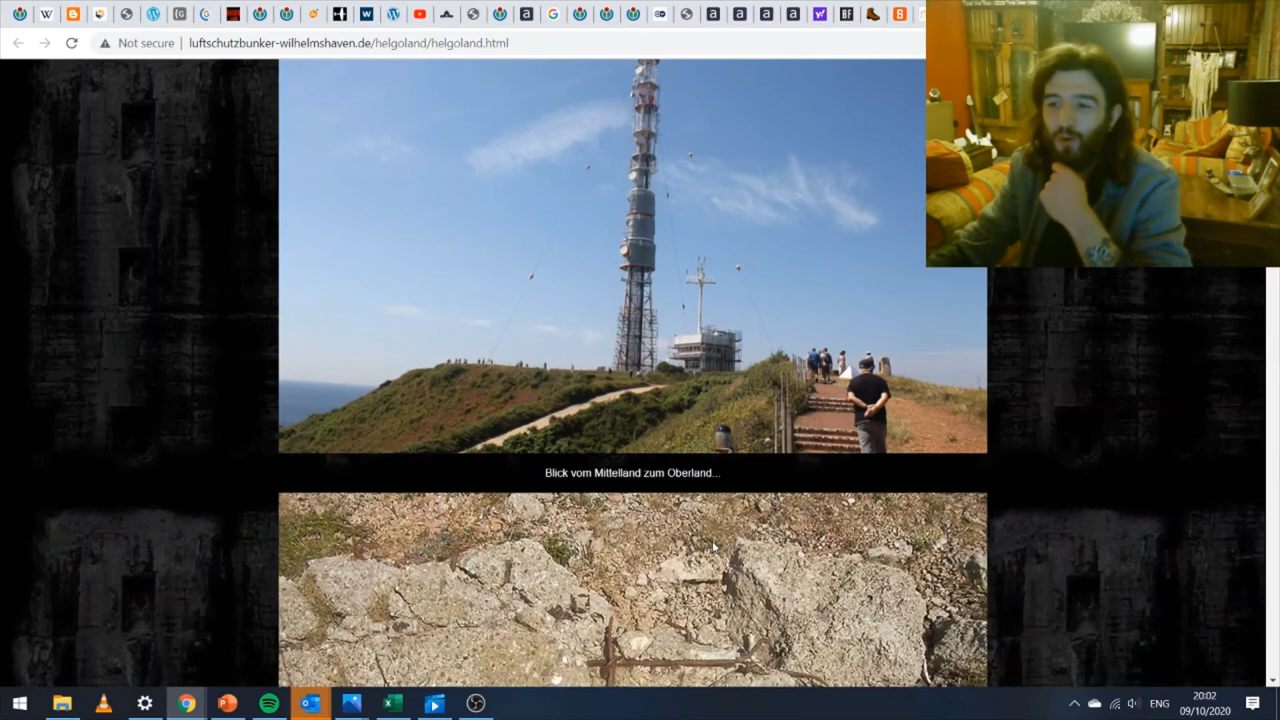 Not secure
luftschutzbunker-wilhelmshaven.de/helgoland/helgoland.html
Blick vom Mittelland zum Oberland...
ENG
20:02
09/10/2020